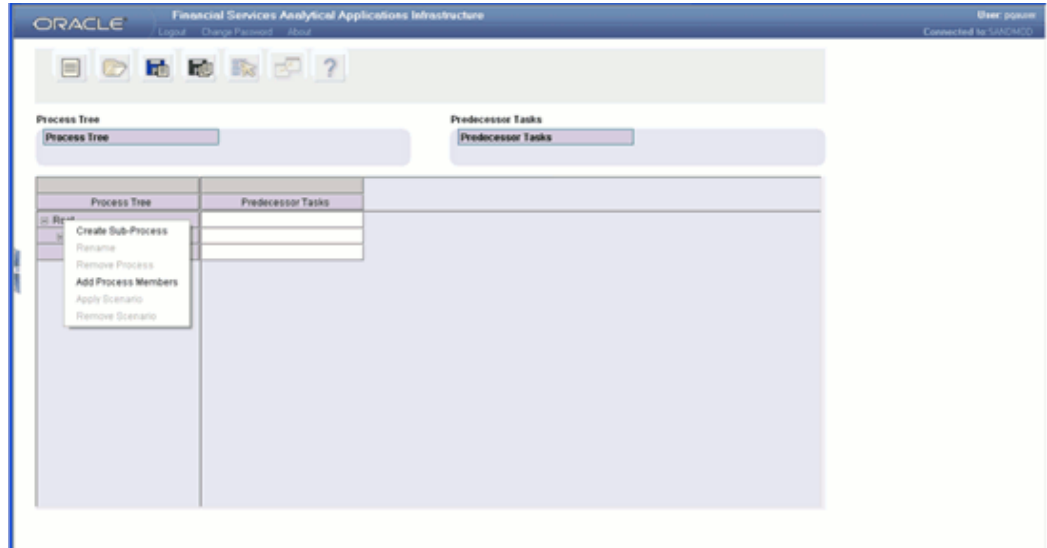 ORACLE
Financial Services Analytical Applications Infrastructure
Logout Change Password About
User:
Connected to: SANDMOD
?
Process Tree
Predecessor Tasks
Process Tree
Predecessor Tasks
Process Tree
Predecessor Tasks
Create Sub-Process
Rename
Remove Process
Add Process Members
Apply Scenario
Remove Scenario